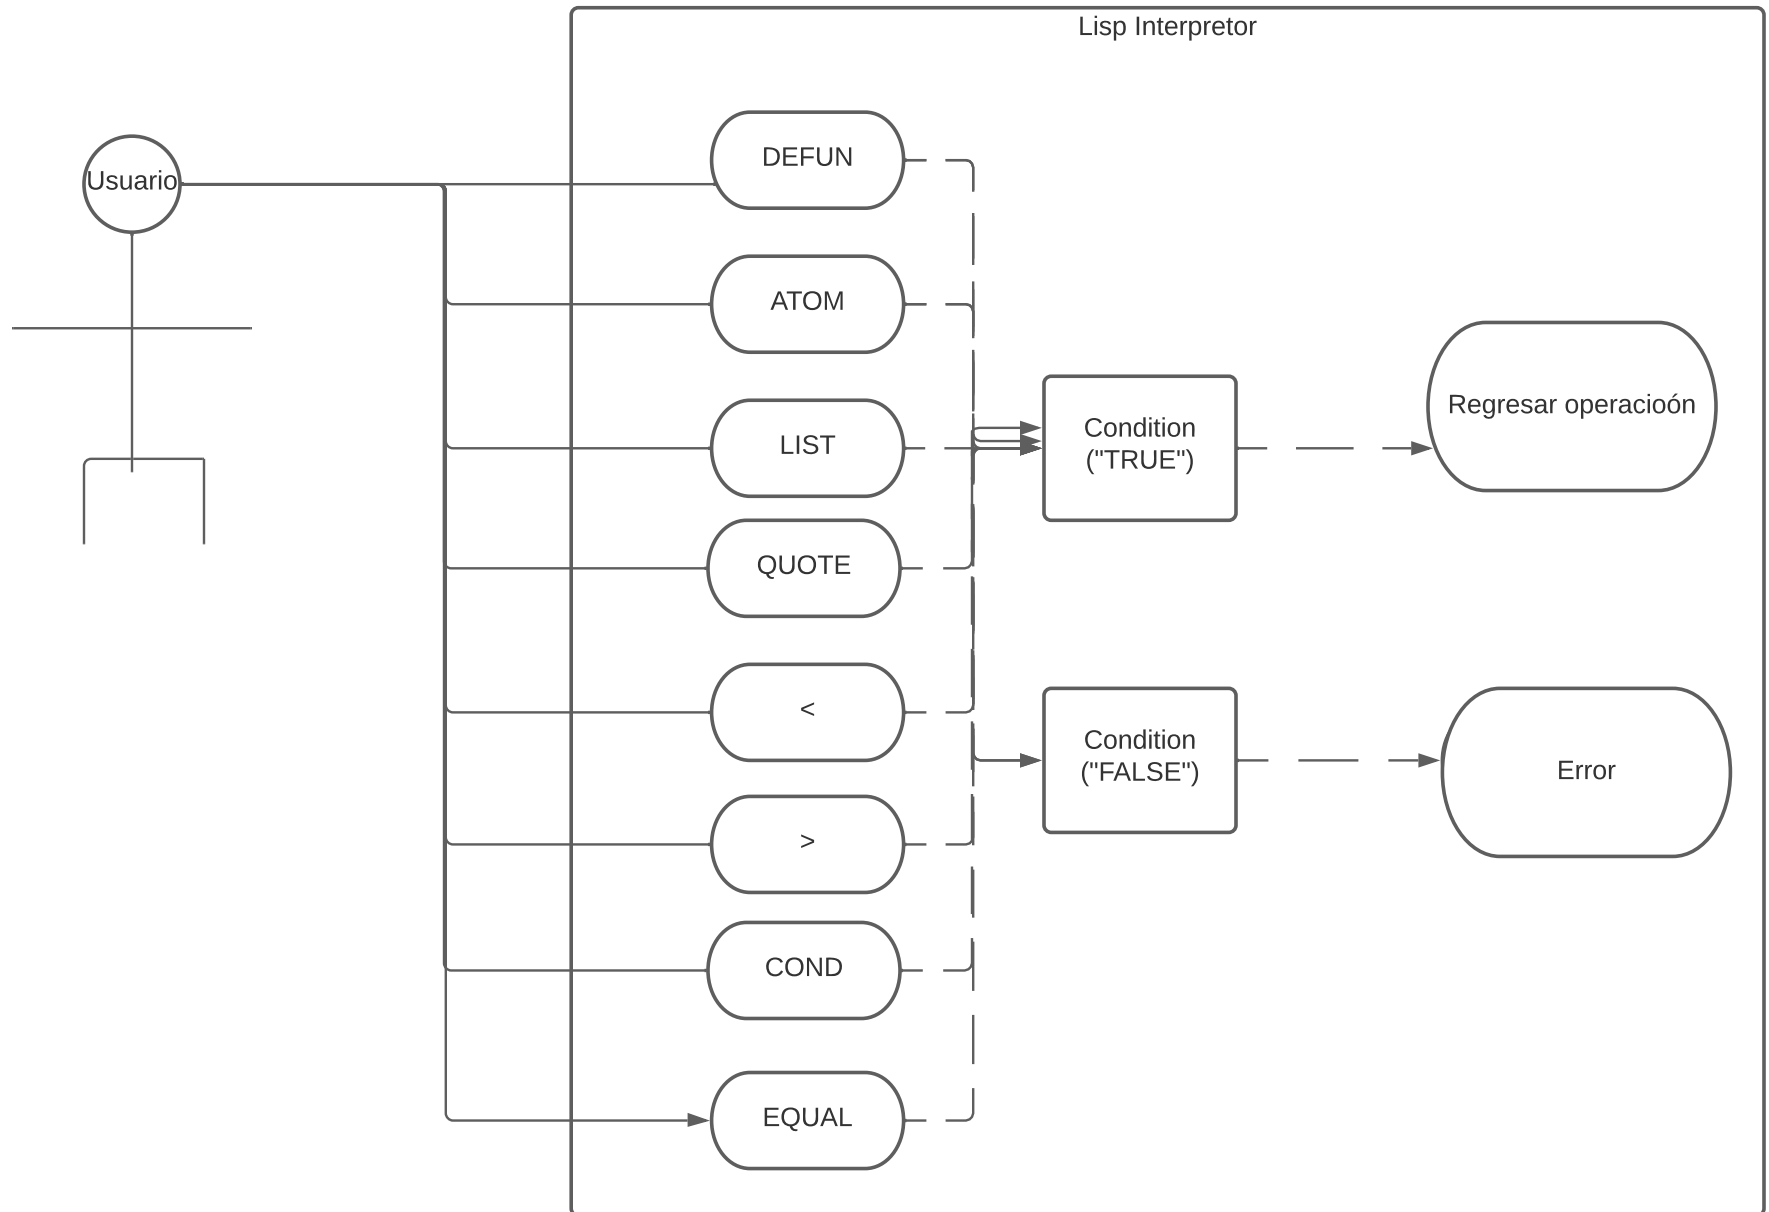 Lisp Interpretor
Usuario
DEFUN
ATOM
LIST
QUOTE
<
>
COND
EQUAL
Condition
("TRUE")
Condition
("FALSE")
Regresar operacioón
Error